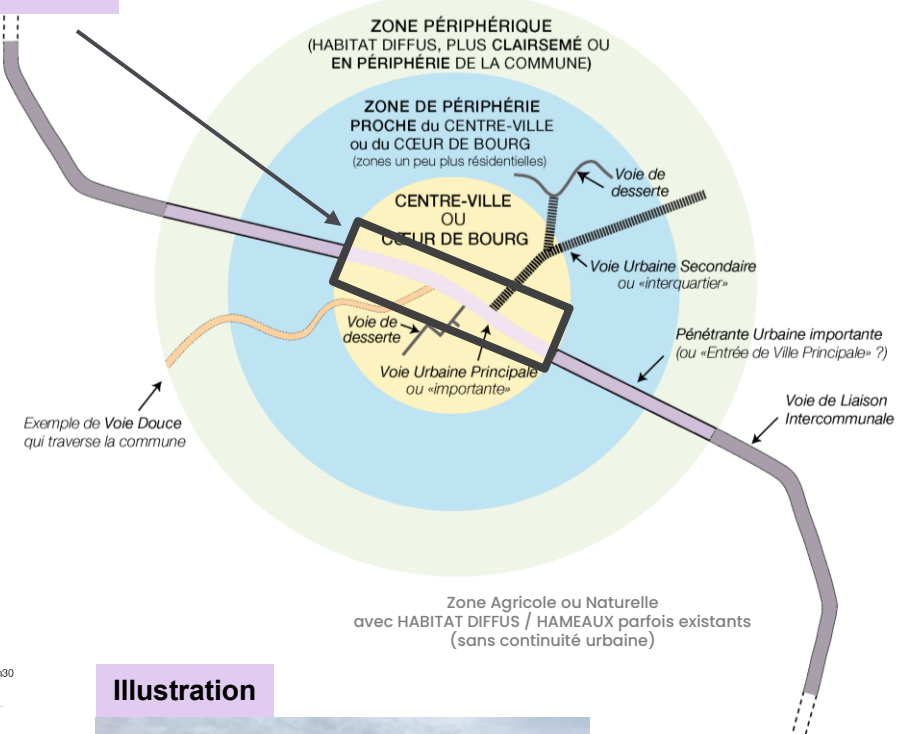 ZONE PÉRIPHÉRIQUE
(HABITAT DIFFUS, PLUS CLAIRSEMÉ OU
EN PÉRIPHÉRIE DE LA COMMUNE)
ZONE DE PÉRIPHÉRIE
PROCHE du CENTRE-VILLE
ou du CŒUR DE BOURG
(zones un peu plus résidentielles)
Voie de
desserte
CENTRE-VILLE
OU
CŒUR DE BOURG
Voie Urbaine Secondaire
ou «interquartier»
Voie de
desserte
Pénétrante Urbaine importante
(ou «Entrée de Ville Principale» ?)
Voie Urbaine Principale
ou «importante»
Voie de Liaison
Intercommunale
Exemple de Voie Douce
qui traverse la commune
Zone Agricole ou Naturelle
avec HABITAT DIFFUS / HAMEAUX parfois existants
(sans continuité urbaine)
Illustration